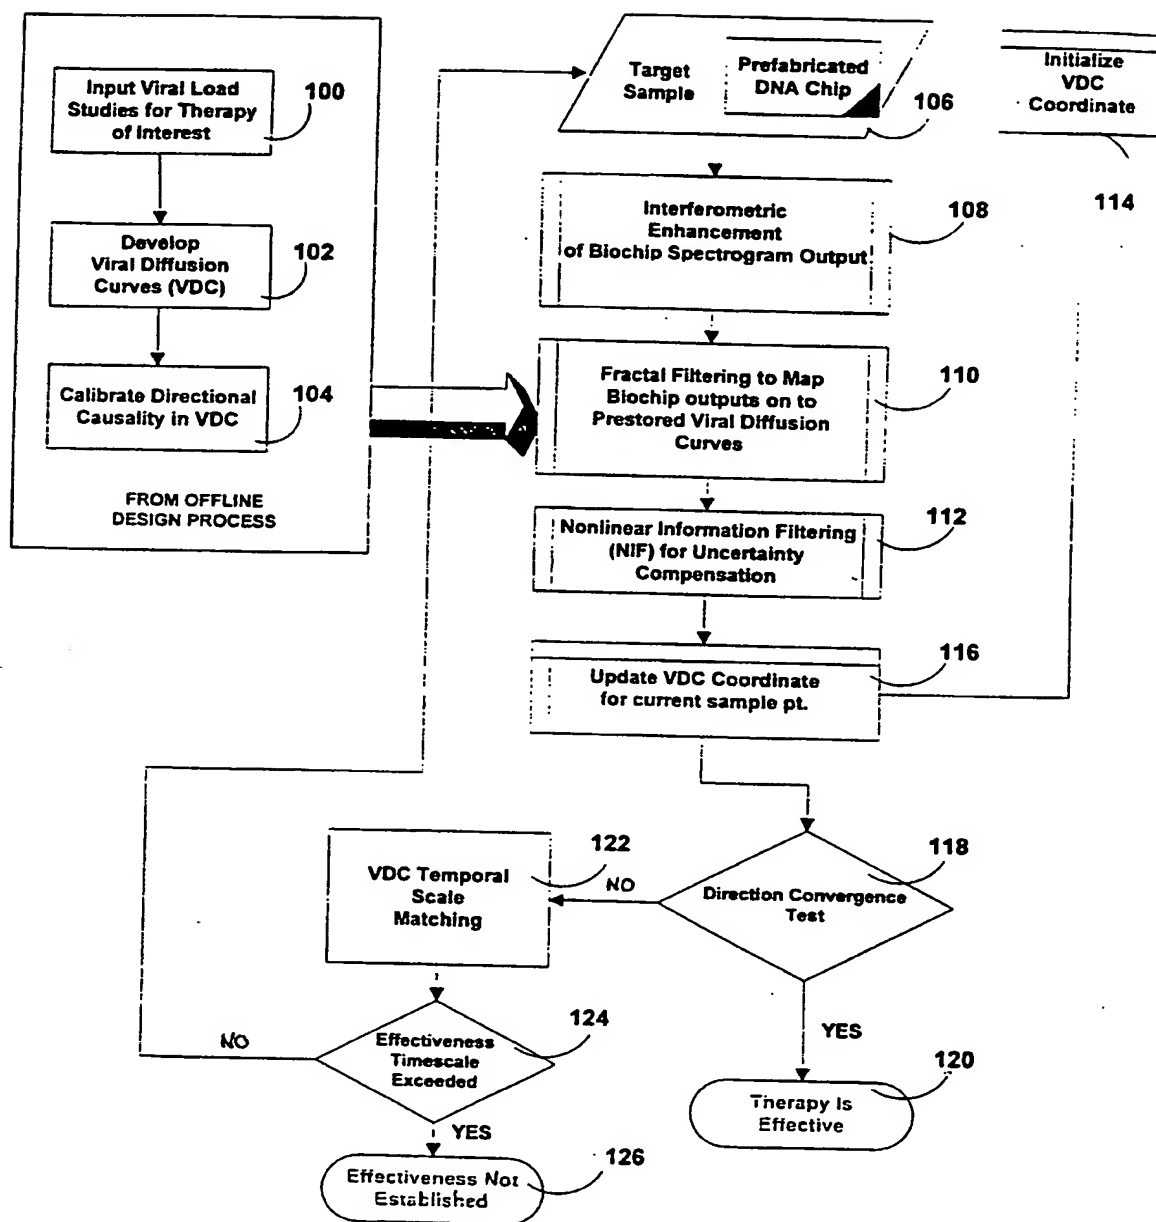 Input Viral Load
Studies for Therapy
of Interest
100
Develop
Viral Diffusion
Curves (VDC)
102
Calibrate Directional
Causality in VDC
104
FROM OFFLINE
DESIGN PROCESS
Target
Sample
Prefabricated
DNA Chip
106
Initialize
VDC
Coordinate
114
Interferometric
Enhancement
of Biochip Spectrogram Output
108
Fractal Filtering to Map
Biochip outputs on to
Prestored Viral Diffusion
Curves
110
Nonlinear Information Filtering
(NIF) for Uncertainty
Compensation
112
Update VDC Coordinate
for current sample pt.
116
Direction Convergence
Test
118
NO
VDC Temporal
Scale
Matching
122
YES
Therapy Is
Effective
120
Effectiveness
Timescale
Exceeded
124
NO
YES
Effectiveness Not
Established
126